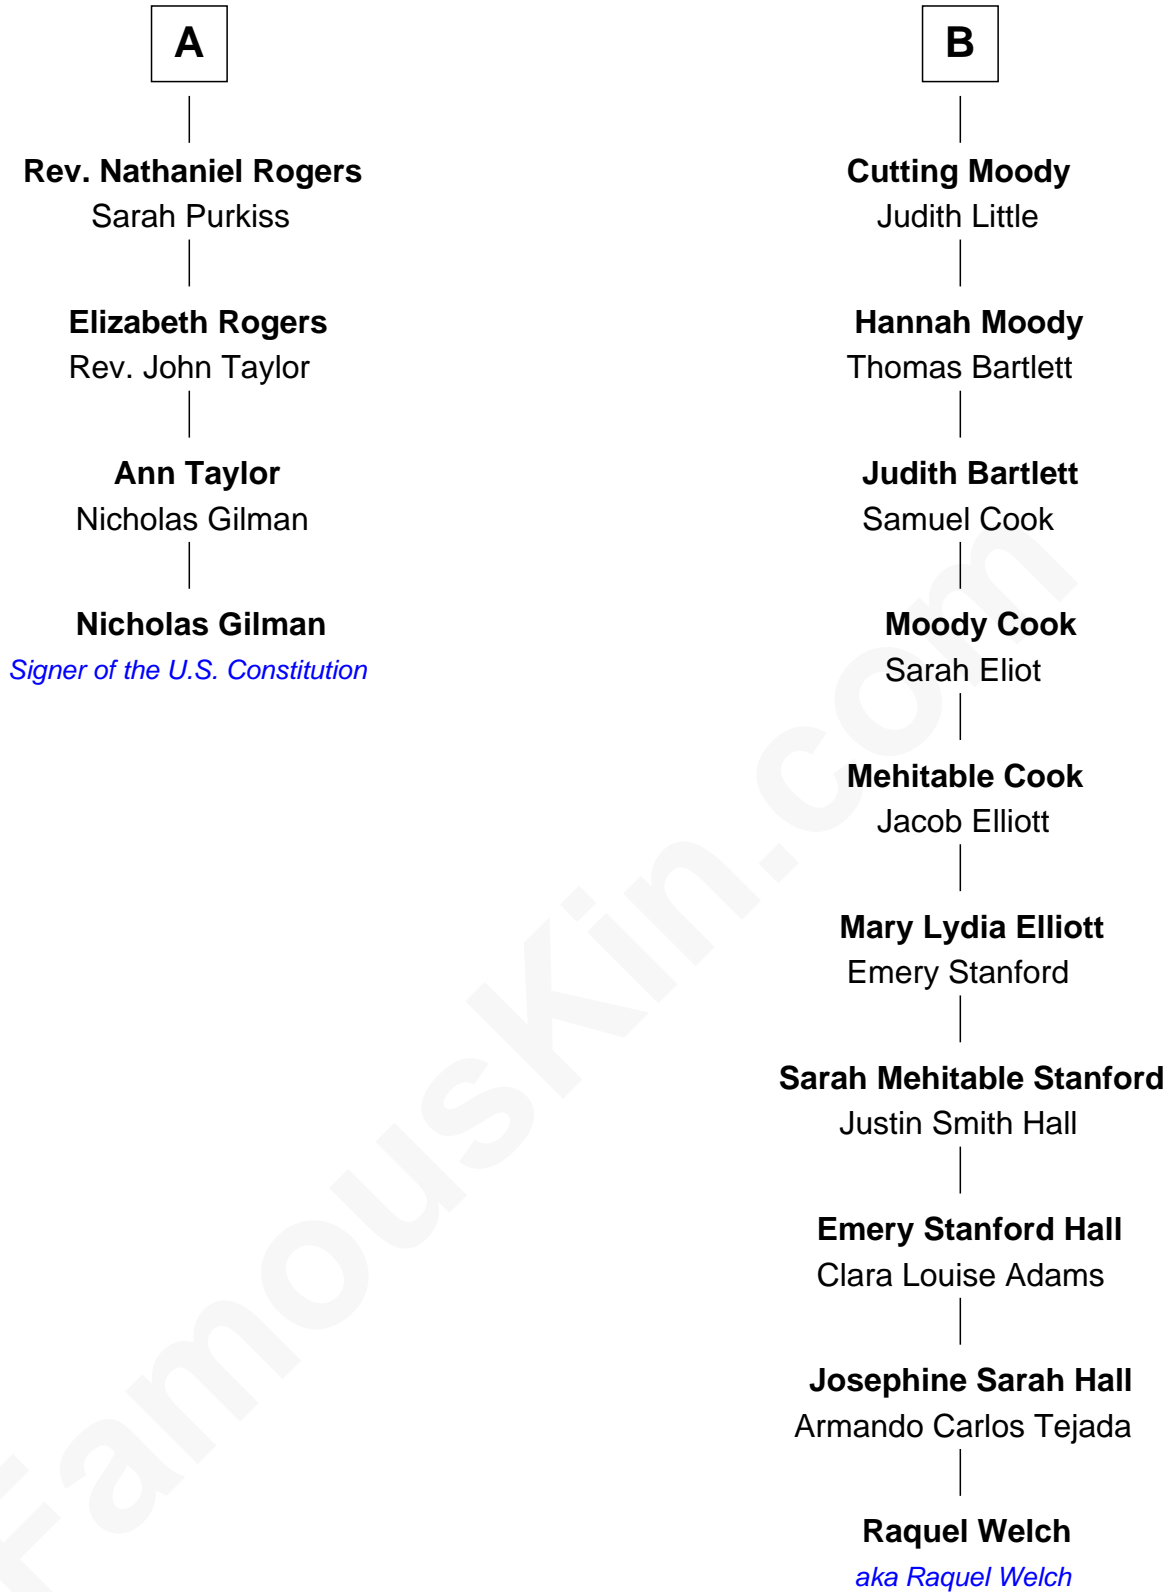 A
Rev. Nathaniel Rogers
Sarah Purkiss
Elizabeth Rogers
Rev. John Taylor
Ann Taylor
Nicholas Gilman
Nicholas Gilman
Signer of the U.S. Constitution
B
Cutting Moody
Judith Little
Hannah Moody
Thomas Bartlett
Judith Bartlett
Samuel Cook
Moody Cook
Sarah Eliot
Mehitable Cook
Jacob Elliott
Mary Lydia Elliott
Emery Stanford
Sarah Mehitable Stanford
Justin Smith Hall
Emery Stanford Hall
Clara Louise Adams
Josephine Sarah Hall
Armando Carlos Tejada
Raquel Welch
aka Raquel Welch
FamousKin.com